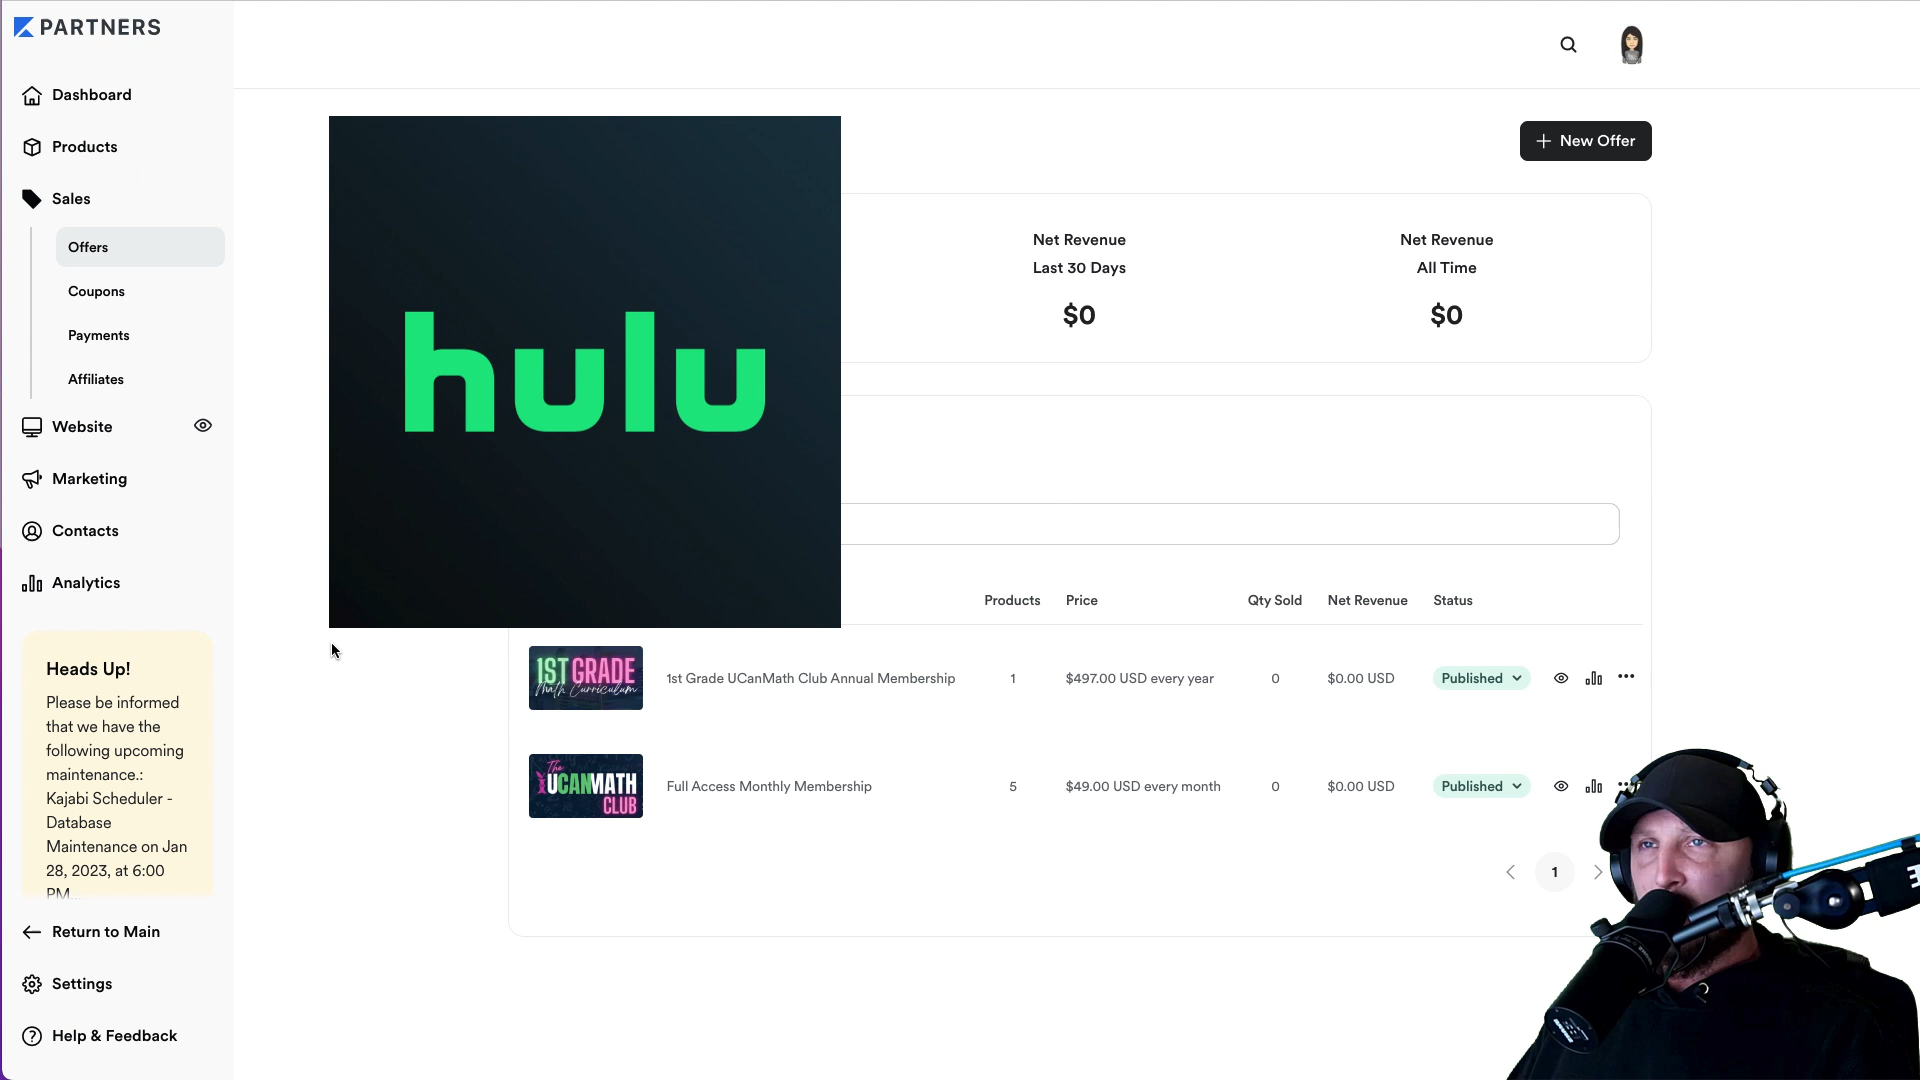 PARTNERS
Dashboard
Products
Sales
Offers
Coupons
Payments
Affiliates
Website
Marketing
Contacts
Analytics
Heads Up!
Please be informed
that we have the
following upcoming
maintenance.:
Kajabi Scheduler -
Database
Maintenance on Jan
28, 2023, at 6:00
PM...
Return to Main
Settings
Help & Feedback
New Offer
hulu
Net Revenue
Last 30 Days
$0
Net Revenue
All Time
$0
Products Price Qty Sold Net Revenue Status
1ST GRADE
Math Curriculum
1st Grade UCanMath Club Annual Membership 1 $497.00 USD every year 0 $0.00 USD Published
The
UCANMATH
CLUB
Full Access Monthly Membership 5 $49.00 USD every month 0 $0.00 USD Published
1